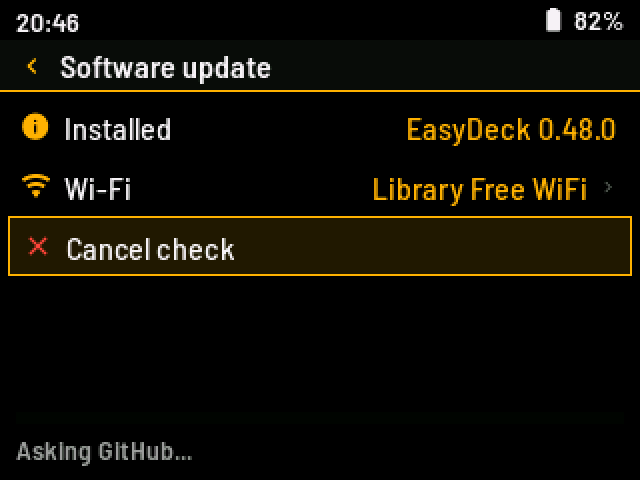 20:46 82%
Software update
Installed EasyDeck 0.48.0
Wi-Fi Library Free WiFi
Cancel check
Asking GitHub...